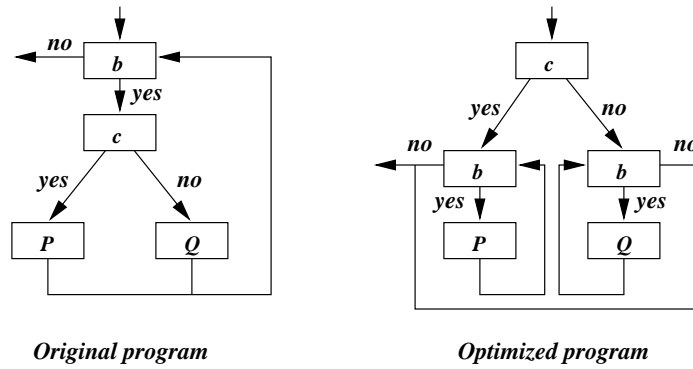 no
b
yes
c
yes
no
P
Q
Original program
c
yes
no
no
b
b
no
yes
yes
P
Q
Optimized program